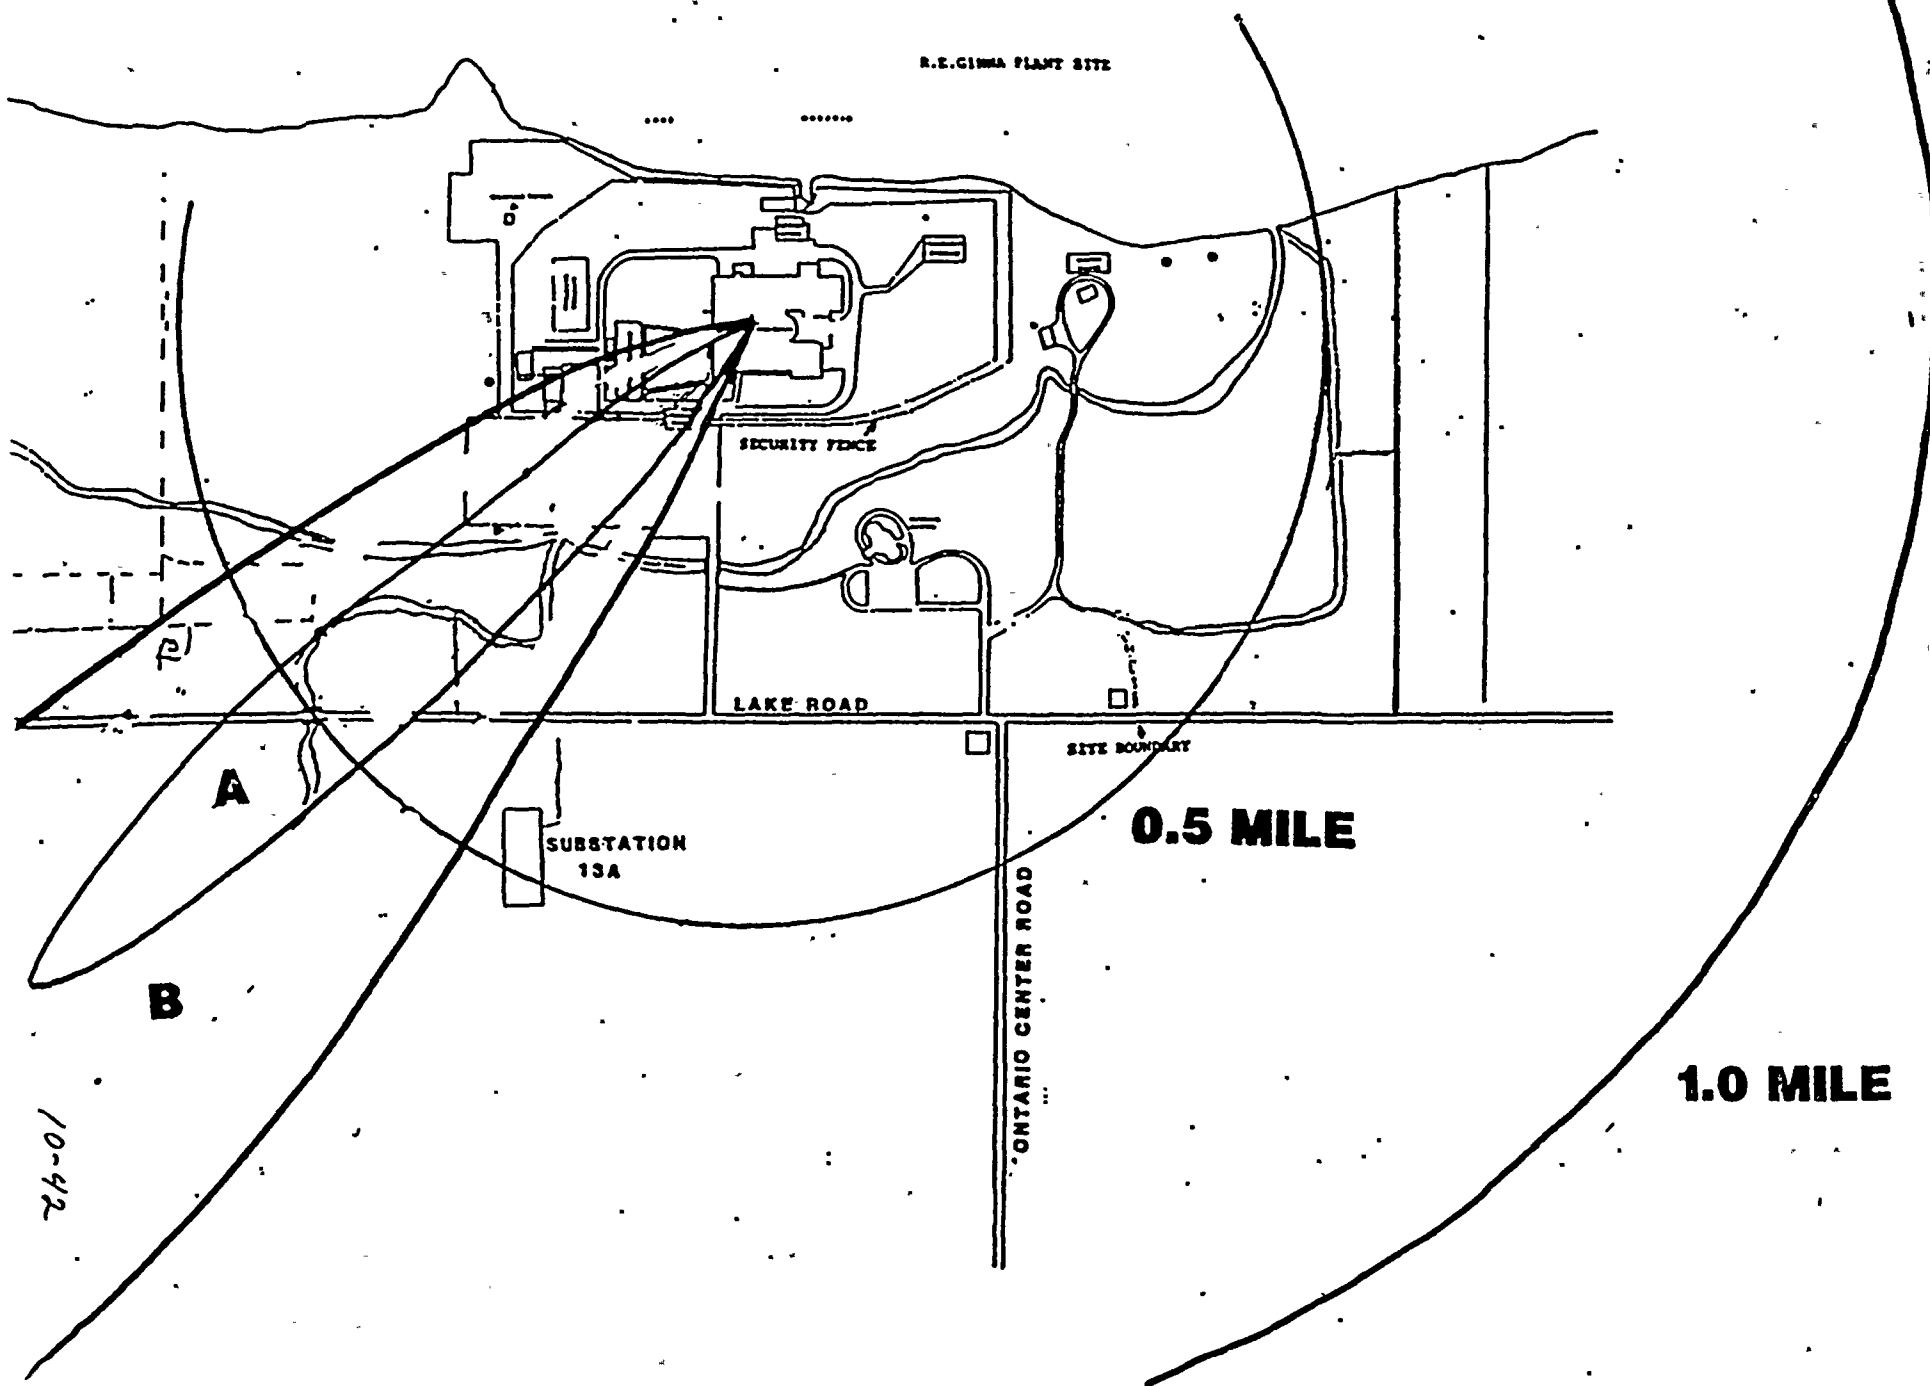 R.E.GINNA PLANT SITE
SECURITY FENCE
LAKE ROAD
SITE BOUNDARY
A
0.5 MILE
SUBSTATION
13A
B
ONTARIO CENTER ROAD
1.0 MILE
10-42